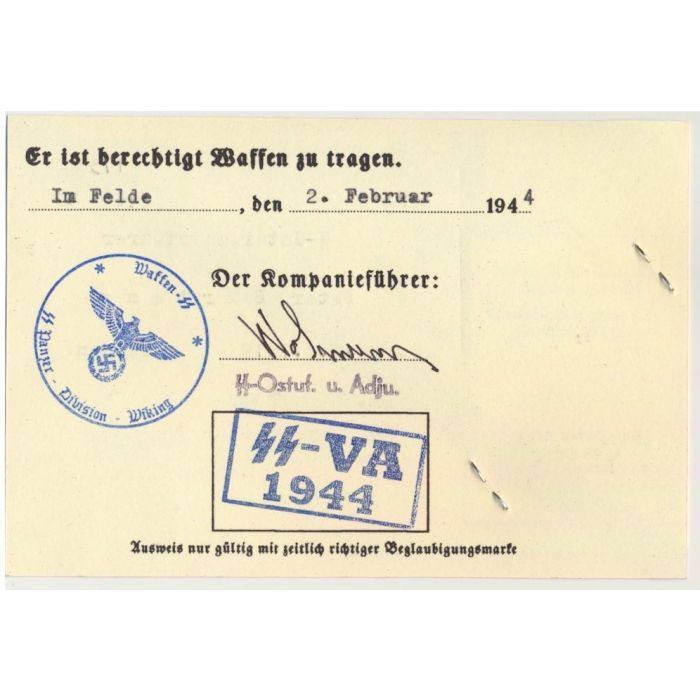 Er ist berechtigt Waffen zu tragen.
Im Felde, den 2. Februar 1944
Der Kompanieführer:
* Waffen-SS *
SS Panzer - Division - Wiking
SS-Ostuf. u. Adju.
SS-VA
1944
Ausweis nur gültig mit zeitlich richtiger Beglaubigungsmarke